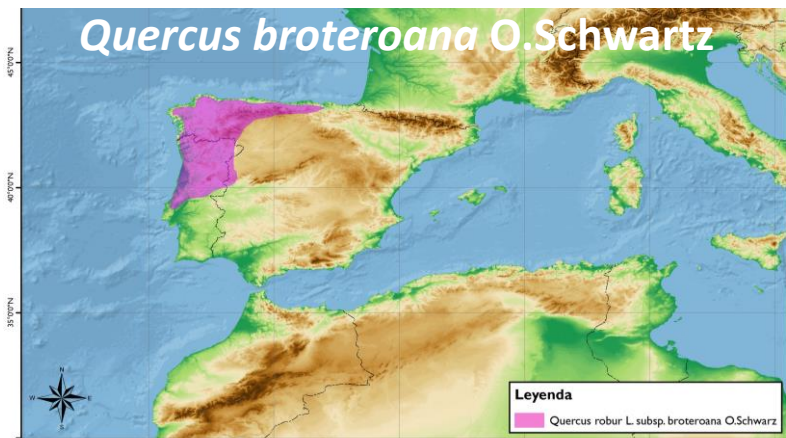 Quercus broteroana O.Schwartz
45°0'0"N
40°0'0"N
35°0'0"N
N
W E
S
Leyenda
Quercus robur L. subsp. broteroana O.Schwarz